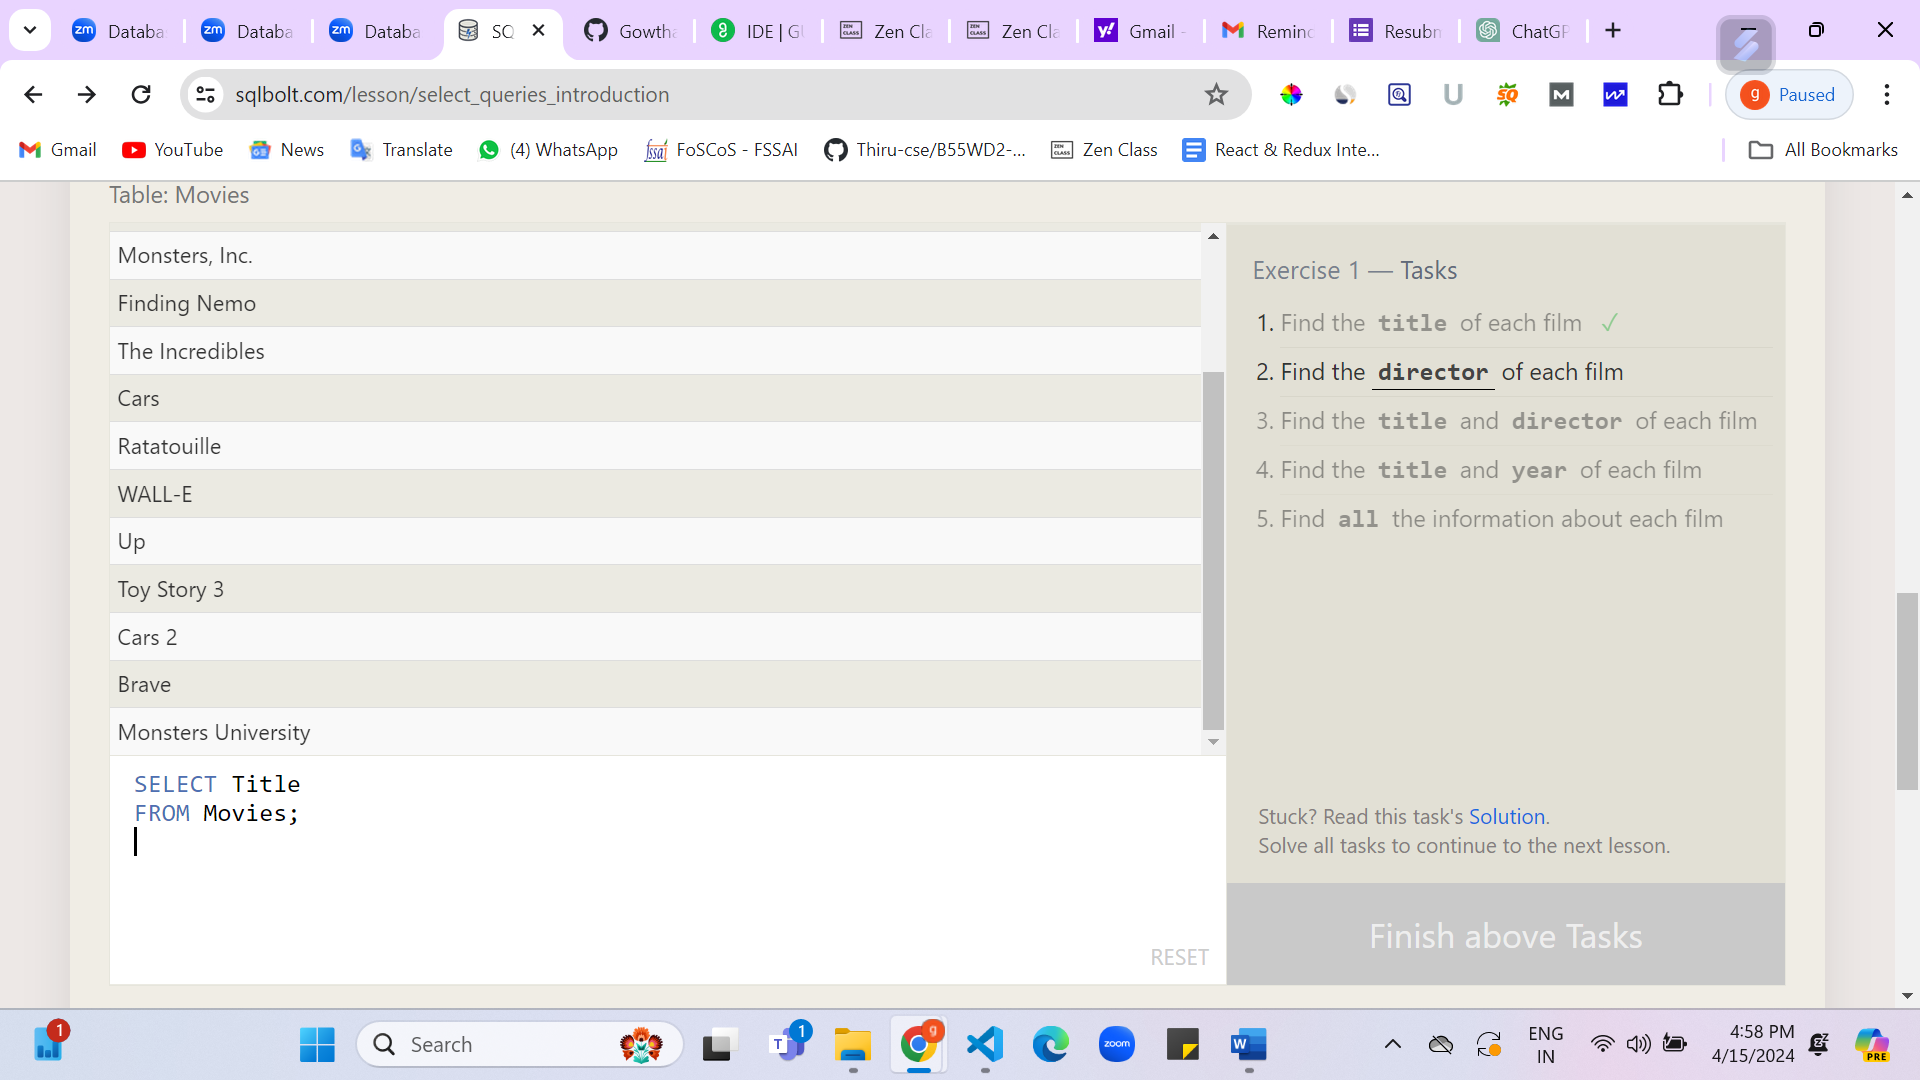 Databa
Databa
Databa
SQ
Gowtha
IDE | G
Zen Cla
Zen Cla
Gmail -
Remind
Resubn
ChatGP
sqlbolt.com/lesson/select_queries_introduction
Paused
Gmail
YouTube
News
Translate
(4) WhatsApp
FoSCoS - FSSAI
Thiru-cse/B55WD2-...
Zen Class
React & Redux Inte...
All Bookmarks
Table: Movies
Monsters, Inc.
Finding Nemo
The Incredibles
Cars
Ratatouille
WALL-E
Up
Toy Story 3
Cars 2
Brave
Monsters University
SELECT Title
FROM Movies;
RESET
Exercise 1 — Tasks
1. Find the title of each film ✓
2. Find the director of each film
3. Find the title and director of each film
4. Find the title and year of each film
5. Find all the information about each film
Stuck? Read this task's Solution.
Solve all tasks to continue to the next lesson.
Finish above Tasks
1
Search
1
zoom
ENG
IN
4:58 PM
4/15/2024
PRE